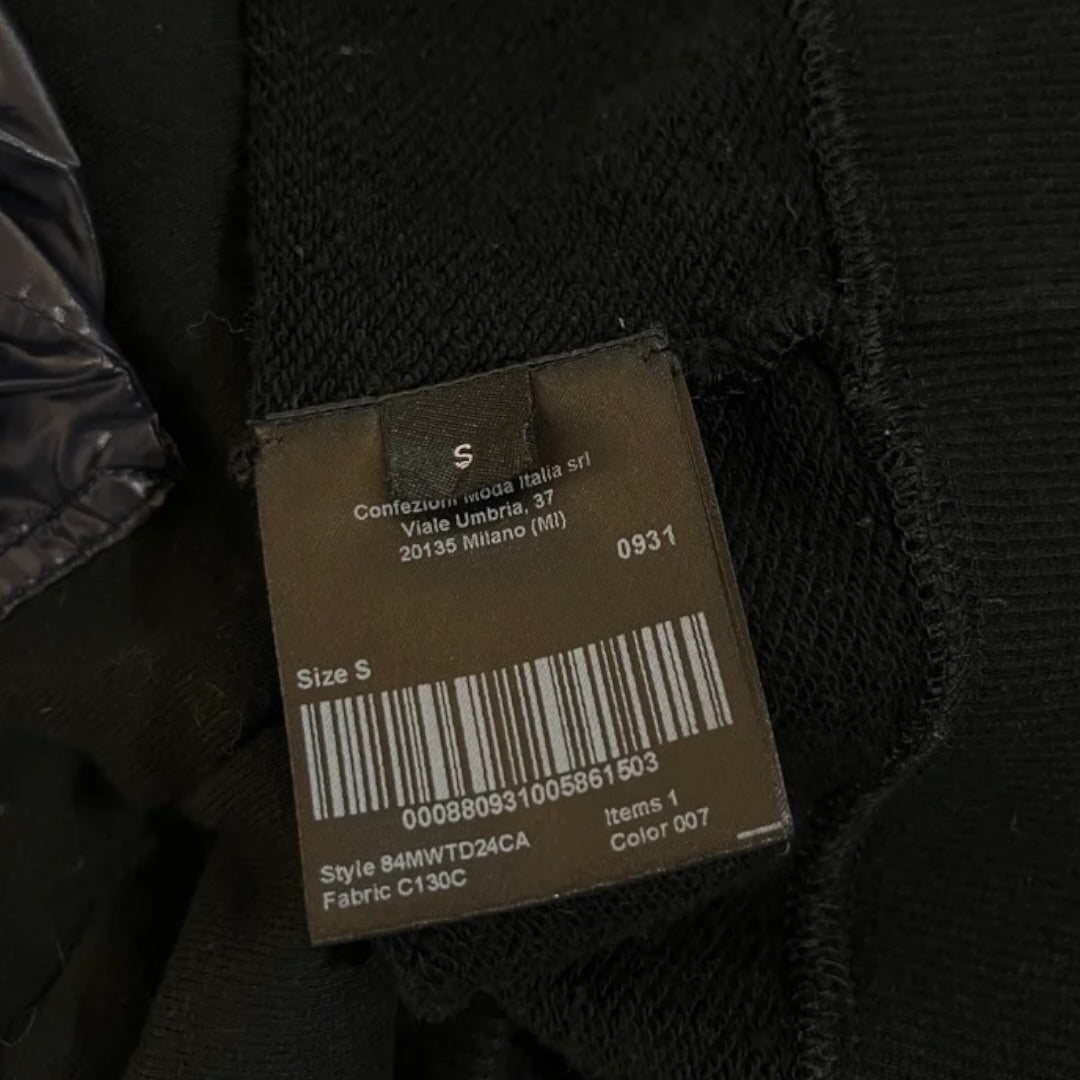 S
Confezioni Moda Italia srl
Viale Umbria, 37
20135 Milano (MI)
0931
Size S
000880931005861503
Items 1
Style 84MWTD24CA
Color 007
Fabric C130C